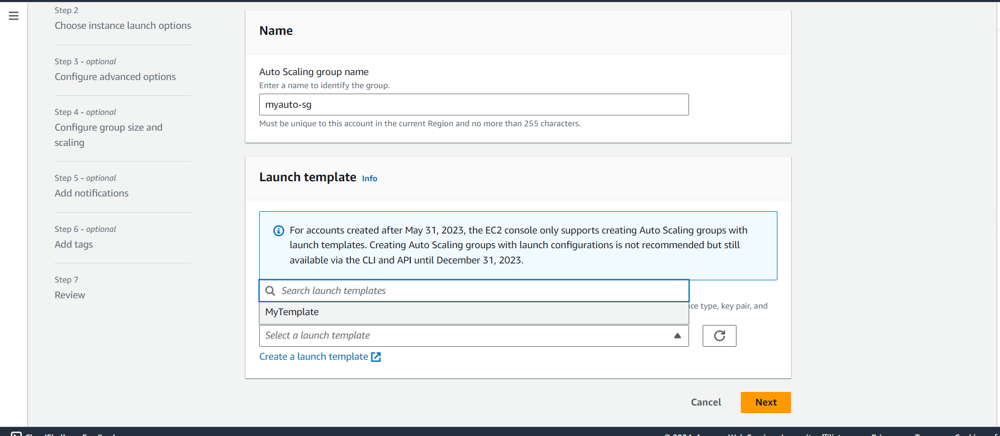 Step 2
Choose instance launch options
Step 3 - optional
Configure advanced options
Step 4 - optional
Configure group size and
scaling
Step 5 - optional
Add notifications
Step 6 - optional
Add tags
Step 7
Review
Name
Auto Scaling group name
Enter a name to identify the group.
myauto-sg
Must be unique to this account in the current Region and no more than 255 characters.
Launch template Info
For accounts created after May 31, 2023, the EC2 console only supports creating Auto Scaling groups with
launch templates. Creating Auto Scaling groups with launch configurations is not recommended but still
available via the CLI and API until December 31, 2023.
Search launch templates
type, key pair, and
MyTemplate
Select a launch template
Create a launch template
Cancel
Next